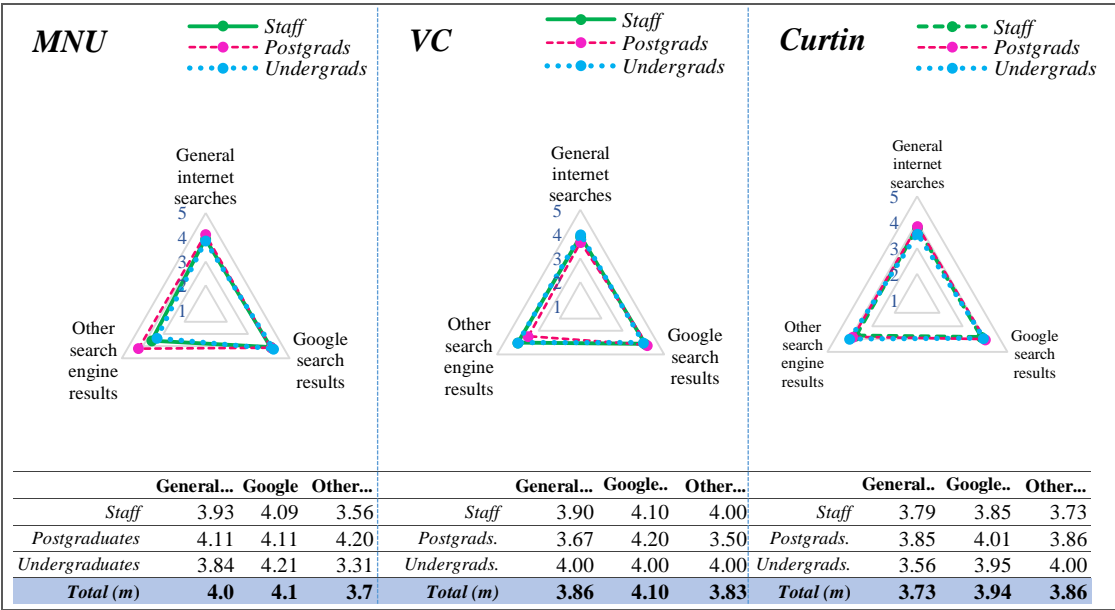 MNU
Staff
Postgrads
Undergrads
General
internet
searches
5
4
3
2
1
Other
search
engine
results
Google
search
results
VC
Staff
Postgrads
Undergrads
General
internet
searches
5
4
3
2
1
Other
search
engine
results
Google
search
results
Curtin
Staff
Postgrads
Undergrads
General
internet
searches
5
4
3
2
1
Other
search
engine results
Google
search
results
General... Google Other...
Staff 3.93 4.09 3.56
Postgraduates 4.11 4.11 4.20
Undergraduates 3.84 4.21 3.31
Total (m) 4.0 4.1 3.7
General... Google.. Other...
Staff 3.90 4.10 4.00
Postgrads. 3.67 4.20 3.50
Undergrads. 4.00 4.00 4.00
Total (m) 3.86 4.10 3.83
General.. Google.. Other...
Staff 3.79 3.85 3.73
Postgrads. 3.85 4.01 3.86
Undergrads. 3.56 3.95 4.00
Total (m) 3.73 3.94 3.86